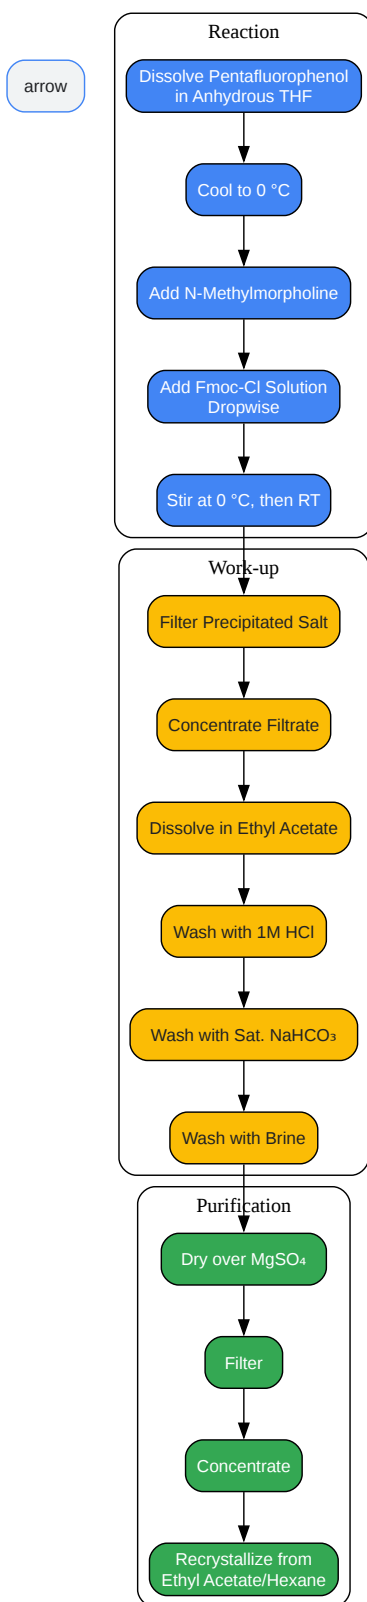 Reaction
arrow
Dissolve Pentafluorophenol
in Anhydrous THF
Cool to 0 °C
Add N-Methylmorpholine
Add Fmoc-Cl Solution
Dropwise
Stir at 0 °C, then RT
Work-up
Filter Precipitated Salt
Concentrate Filtrate
Dissolve in Ethyl Acetate
Wash with 1M HCl
Wash with Sat. NaHCO₃
Wash with Brine
Purification
Dry over MgSO₄
Filter
Concentrate
Recrystallize from
Ethyl Acetate/Hexane